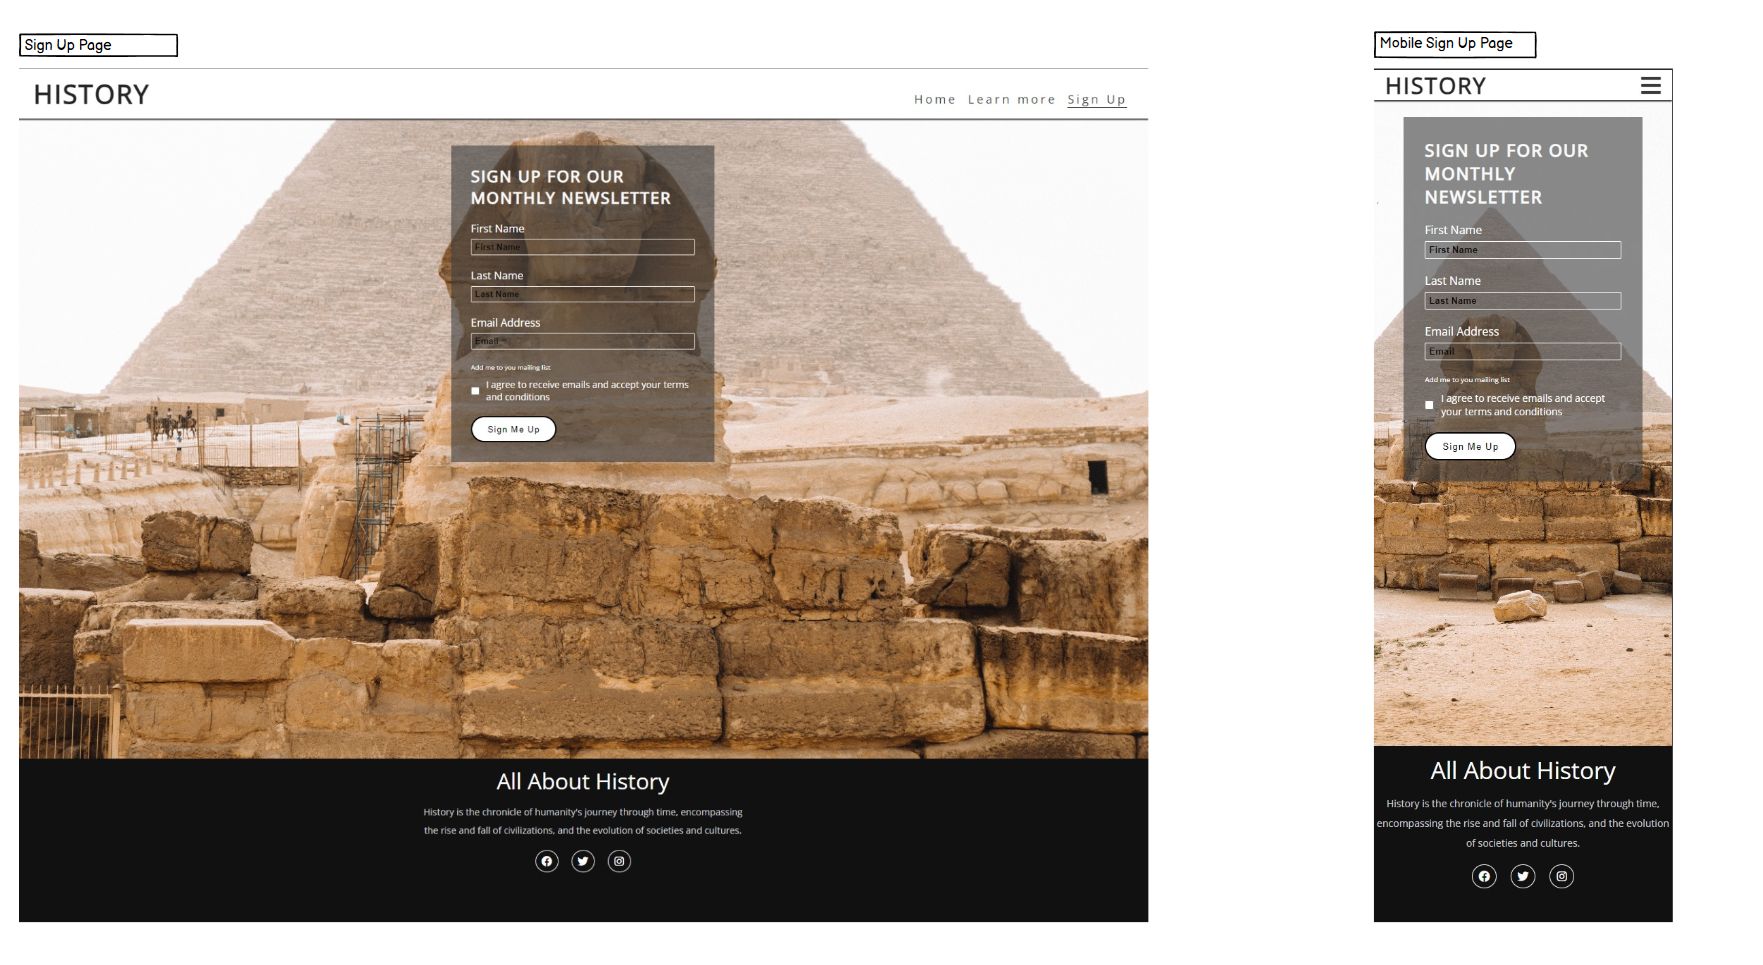 Sign Up Page
HISTORY
Home Learn more Sign Up
SIGN UP FOR OUR
MONTHLY NEWSLETTER
First Name
First Name
Last Name
Last Name
Email Address
Email
Add me to you mailing list
I agree to receive emails and accept your terms
and conditions
Sign Me Up
All About History
History is the chronicle of humanity's journey through time, encompassing
the rise and fall of civilizations, and the evolution of societies and cultures.
Mobile Sign Up Page
HISTORY
SIGN UP FOR OUR
MONTHLY
NEWSLETTER
First Name
First Name
Last Name
Last Name
Email Address
Email
Add me to you mailing list
I agree to receive emails and accept
your terms and conditions
Sign Me Up
All About History
History is the chronicle of humanity's journey through time,
encompassing the rise and fall of civilizations, and the evolution
of societies and cultures.